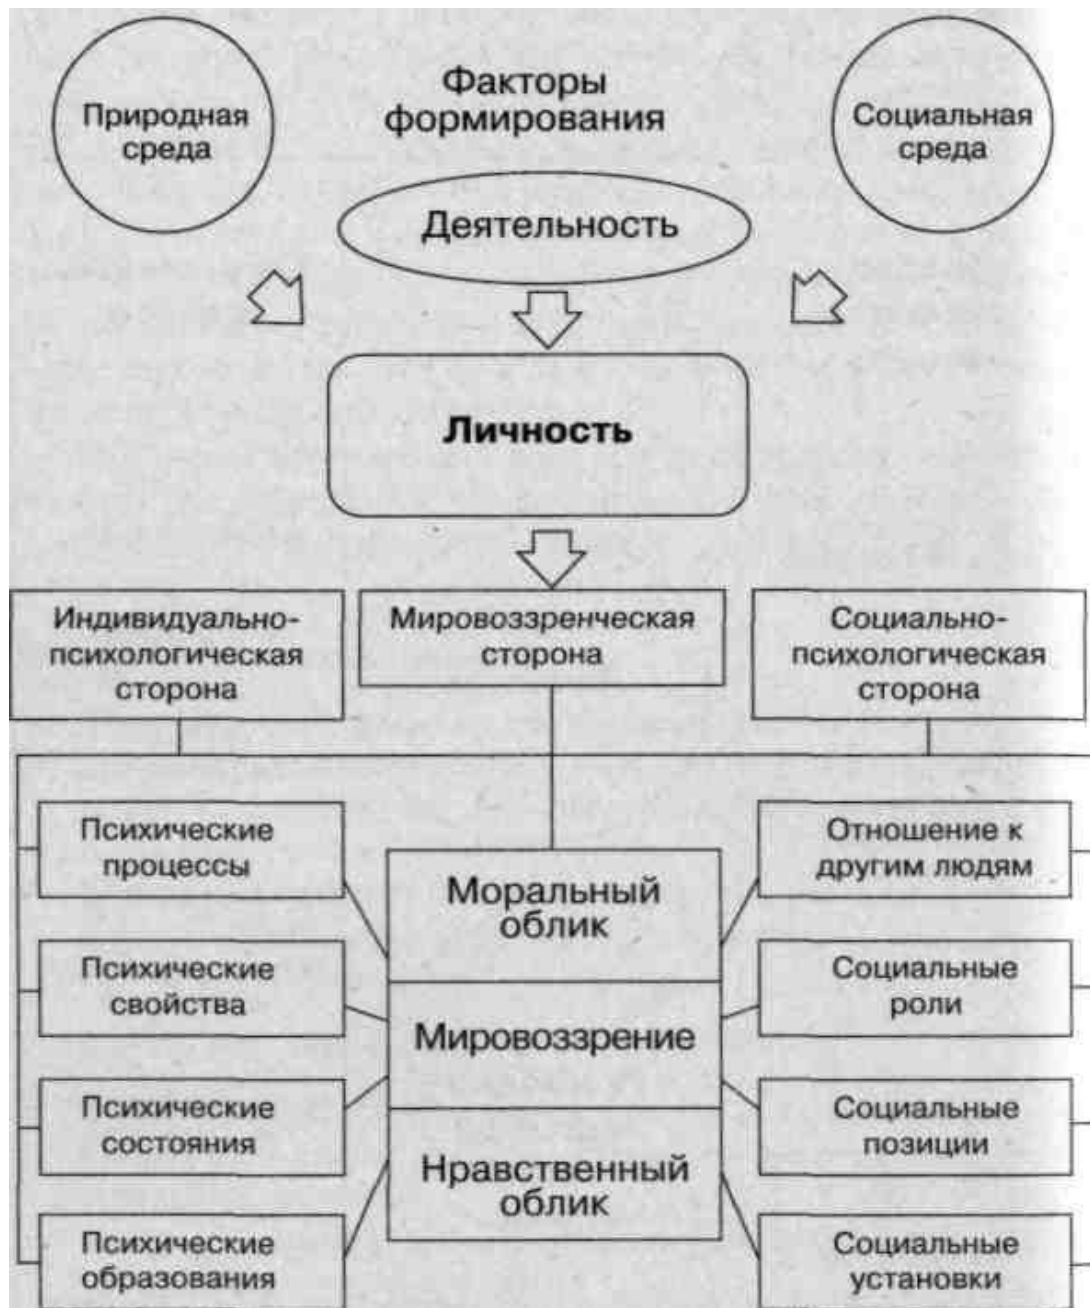 Природная
среда
Факторы
формирования
Социальная
среда
Деятельность
Личность
Индивидуально-
психологическая
сторона
Мировоззренческая
сторона
Социально-
психологическая
сторона
Психические
процессы
Моральный
облик
Отношение к
другим людям
Психические
свойства
Мировоззрение
Социальные
роли
Психические
состояния
Нравственный
облик
Социальные
позиции
Психические
образования
Социальные
установки